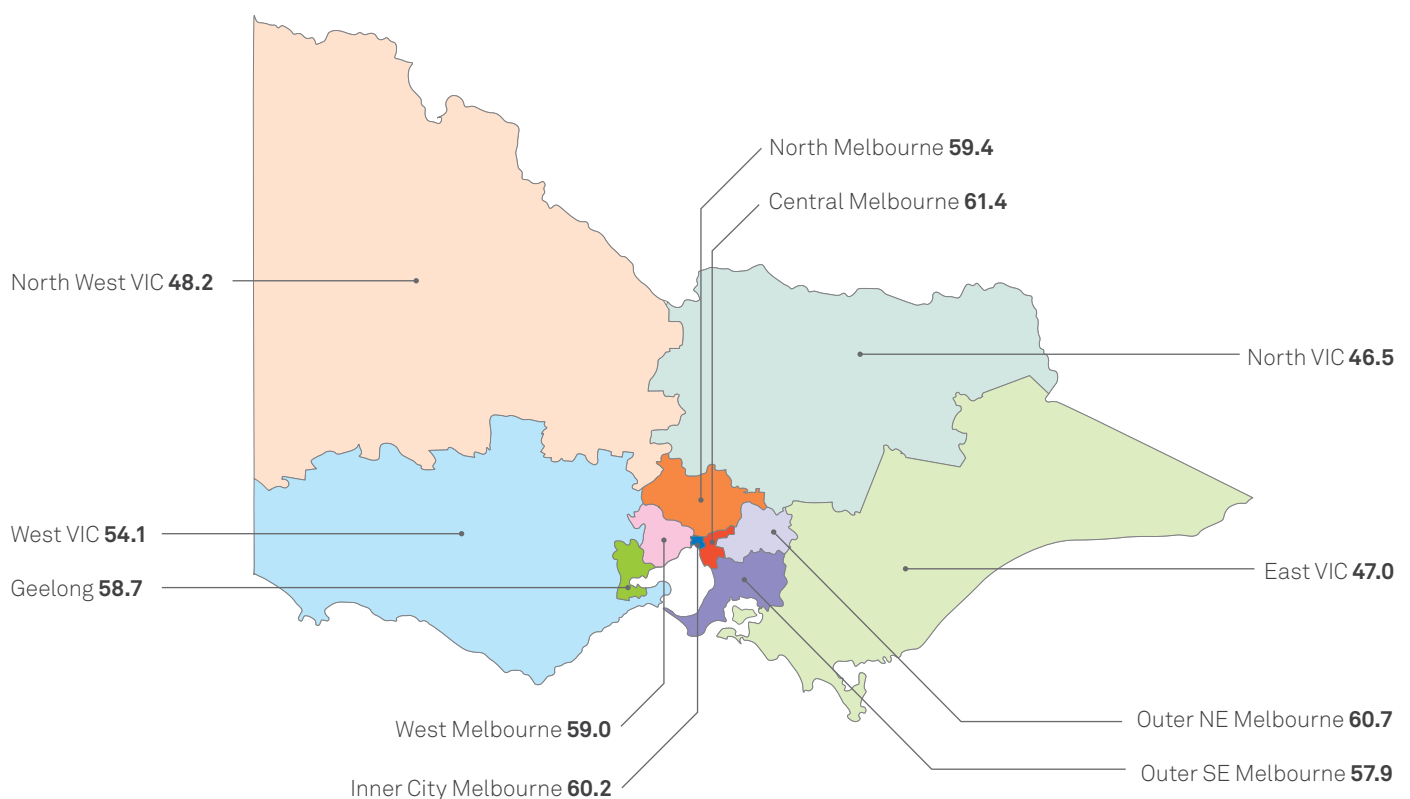 North Melbourne 59.4
Central Melbourne 61.4
North West VIC 48.2
North VIC 46.5
West VIC 54.1
East VIC 47.0
Geelong 58.7
Outer NE Melbourne 60.7
West Melbourne 59.0
Outer SE Melbourne 57.9
Inner City Melbourne 60.2